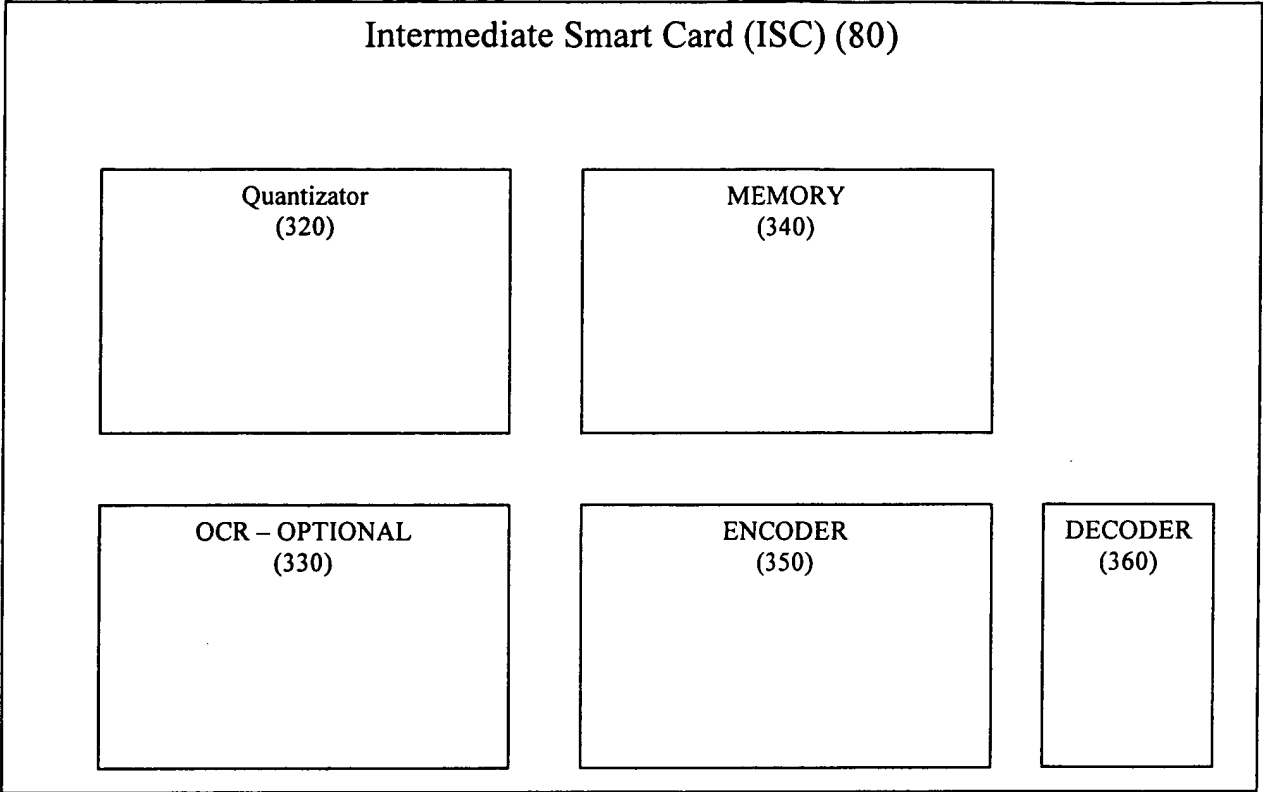 Intermediate Smart Card (ISC) (80)
Quantizator
(320)
MEMORY
(340)
OCR – OPTIONAL
(330)
ENCODER
(350)
DECODER
(360)